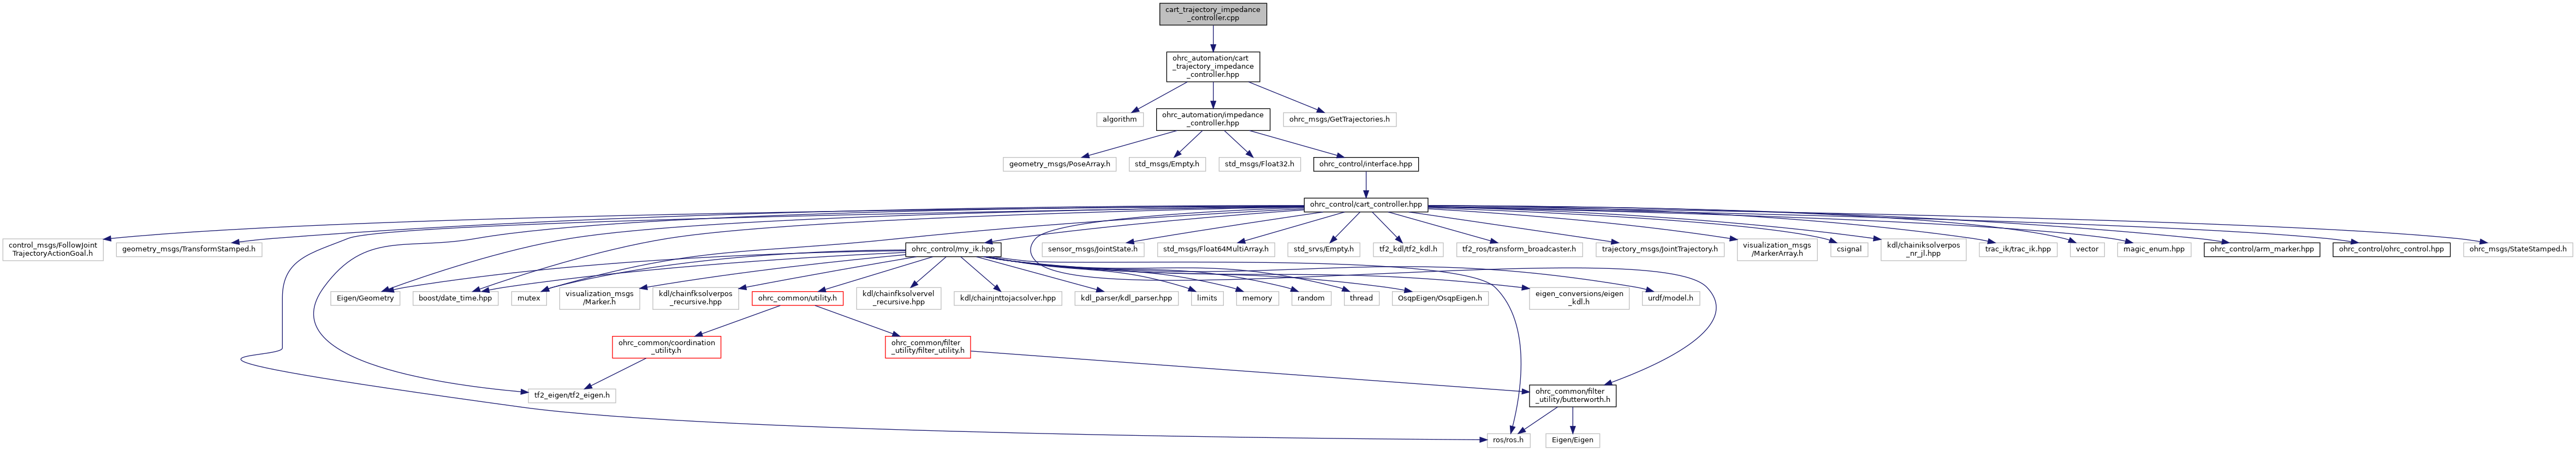 cart_trajectory_impedance
_controller.cpp
ohrc_automation/cart
_trajectory_impedance
_controller.hpp
algorithm
ohrc_automation/impedance
_controller.hpp
ohrc_msgs/GetTrajectories.h
geometry_msgs/PoseArray.h
std_msgs/Empty.h
std_msgs/Float32.h
ohrc_control/interface.hpp
ohrc_control/cart_controller.hpp
control_msgs/FollowJoint
TrajectoryActionGoal.h
geometry_msgs/TransformStamped.h
ohrc_control/my_ik.hpp
sensor_msgs/JointState.h
std_msgs/Float64MultiArray.h
std_srvs/Empty.h
tf2_kdl/tf2_kdl.h
tf2_ros/transform_broadcaster.h
trajectory_msgs/JointTrajectory.h
visualization_msgs
/MarkerArray.h
csignal
kdl/chainiksolverpos
_nr_jl.hpp
trac_ik/trac_ik.hpp
vector
magic_enum.hpp
ohrc_control/arm_marker.hpp
ohrc_control/ohrc_control.hpp
ohrc_msgs/StateStamped.h
Eigen/Geometry
boost/date_time.hpp
mutex
visualization_msgs
/Marker.h
kdl/chainfksolverpos
_recursive.hpp
ohrc_common/utility.h
kdl/chainfksolvervel
_recursive.hpp
kdl/chainjnttojacsolver.hpp
kdl_parser/kdl_parser.hpp
limits
memory
random
thread
OsqpEigen/OsqpEigen.h
eigen_conversions/eigen
_kdl.h
urdf/model.h
ohrc_common/coordination
_utility.h
ohrc_common/filter
_utility/filter_utility.h
tf2_eigen/tf2_eigen.h
ohrc_common/filter
_utility/butterworth.h
ros/ros.h
Eigen/Eigen